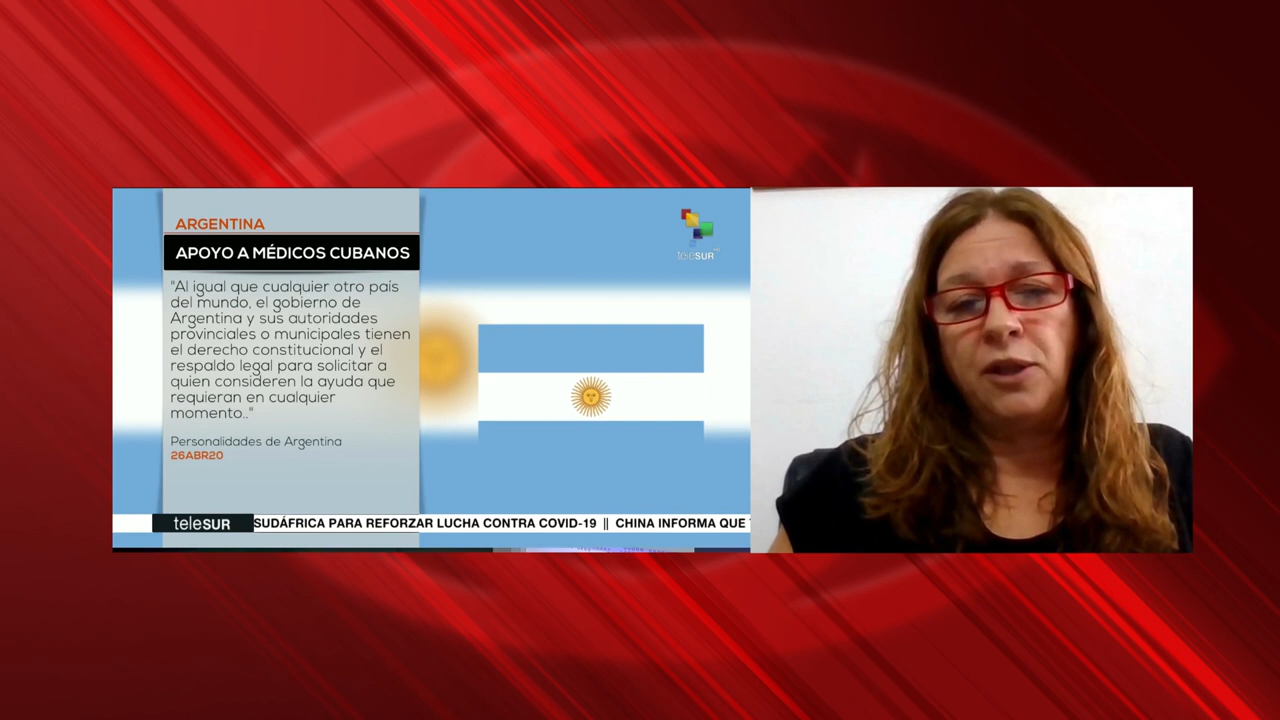 ARGENTINA
APOYO A MÉDICOS CUBANOS
"Al igual que cualquier otro país
del mundo, el gobierno de
Argentina y sus autoridades
provinciales o municipales tienen
el derecho constitucional y el
respaldo legal para solicitar a
quien consideren la ayuda que
requieran en cualquier
momento.."
Personalidades de Argentina
26ABR20
teleSUR
teleSUR SUDÁFRICA PARA REFORZAR LUCHA CONTRA COVID-19 || CHINA INFORMA QUE